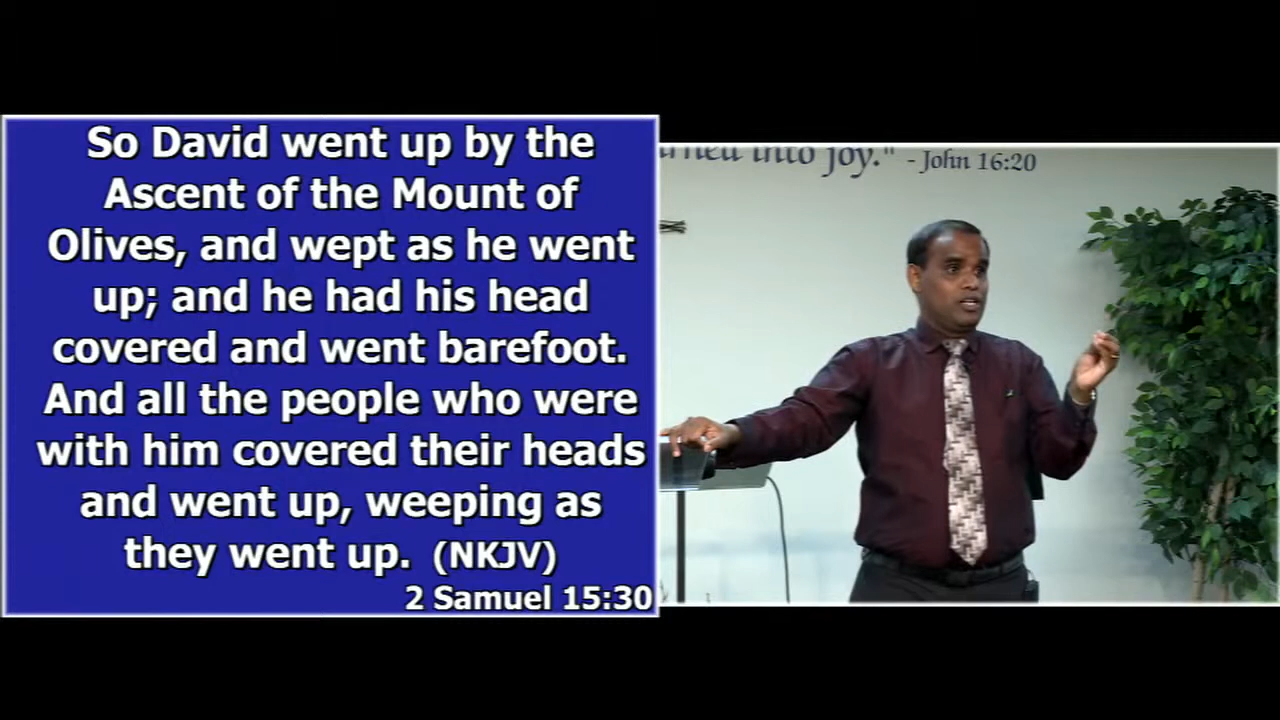 So David went up by the
Ascent of the Mount of
Olives, and wept as he went
up; and he had his head
covered and went barefoot.
And all the people who were
with him covered their heads
and went up, weeping as
they went up. (NKJV)
2 Samuel 15:30
into joy." - John 16:20